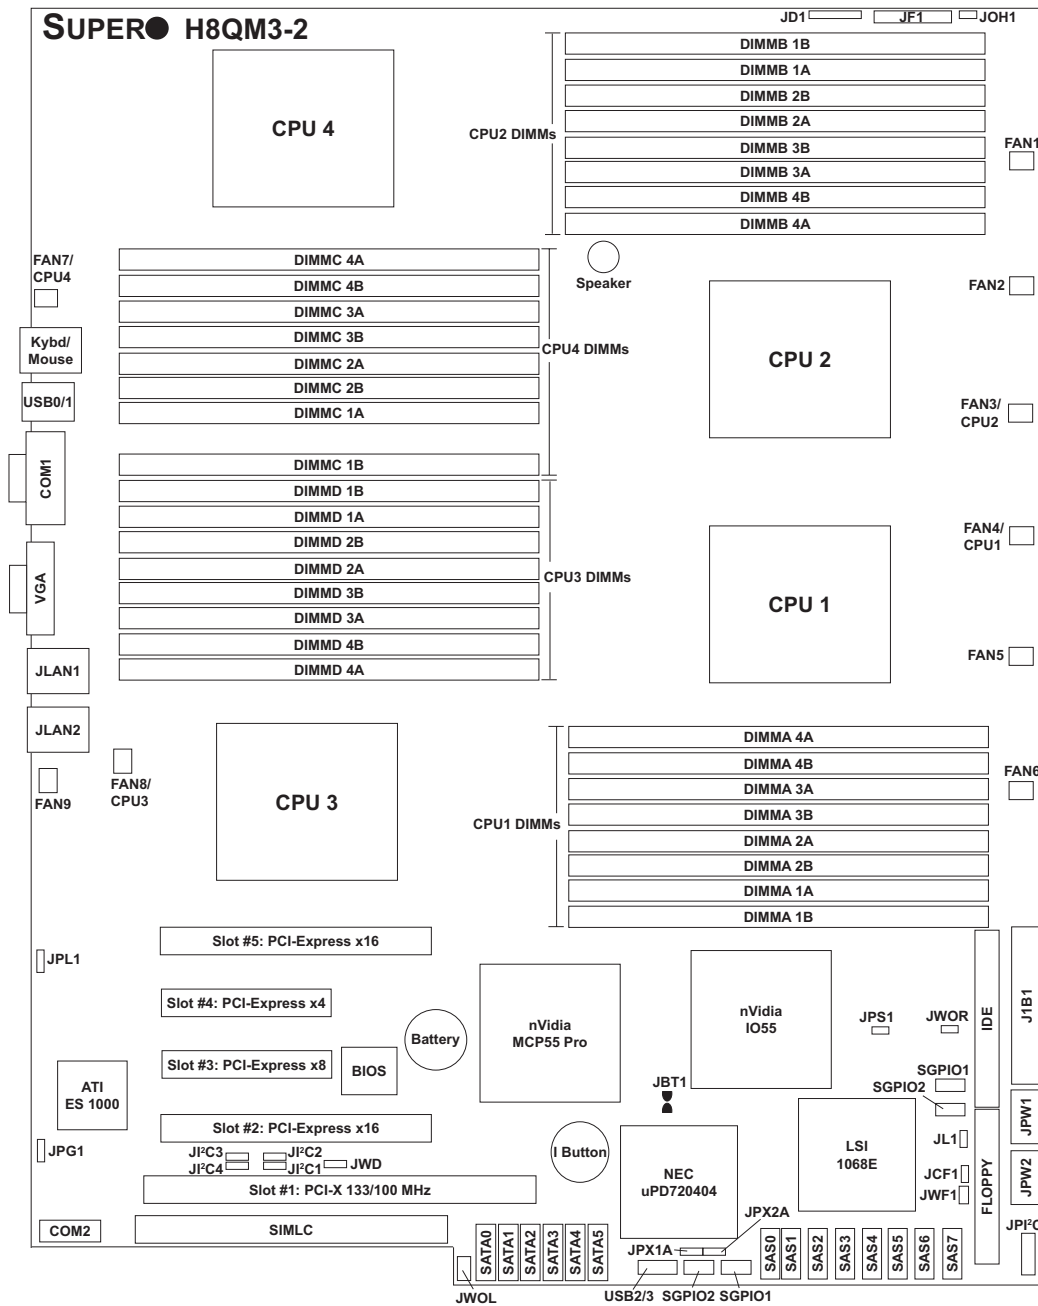 SUPER● H8QM3-2
JD1
JF1
JOH1
DIMMB 1B
DIMMB 1A
DIMMB 2B
DIMMB 2A
DIMMB 3B
DIMMB 3A
DIMMB 4B
DIMMB 4A
CPU 4
CPU2 DIMMs
FAN1
FAN7/
CPU4
DIMMC 4A
DIMMC 4B
DIMMC 3A
DIMMC 3B
DIMMC 2A
DIMMC 2B
DIMMC 1A
DIMMC 1B
CPU4 DIMMs
Speaker
FAN2
Kybd/
Mouse
USB0/1
CPU 2
FAN3/
CPU2
COM1
DIMMD 1B
DIMMD 1A
DIMMD 2B
DIMMD 2A
DIMMD 3B
DIMMD 3A
DIMMD 4B
DIMMD 4A
CPU3 DIMMs
FAN4/
CPU1
VGA
CPU 1
JLAN1
FAN5
JLAN2
FAN9
FAN8/
CPU3
CPU 3
CPU1 DIMMs
DIMMA 4A
DIMMA 4B
DIMMA 3A
DIMMA 3B
DIMMA 2A
DIMMA 2B
DIMMA 1A
DIMMA 1B
FAN6
Slot #5: PCI-Express x16
JPL1
Slot #4: PCI-Express x4
Battery
nVidia
MCP55 Pro
nVidia
IO55
JPS1
JWOR
IDE
J1B1
Slot #3: PCI-Express x8
BIOS
ATI
ES 1000
JBT1
SGPIO1
SGPIO2
JPW1
Slot #2: PCI-Express x16
JPG1
JI²C3
JI²C2
JI²C4
JI²C1
JWD
I Button
NEC
uPD720404
LSI
1068E
JL1
JCF1
JWF1
FLOPPY
JPW2
Slot #1: PCI-X 133/100 MHz
COM2
SIMLC
JPX2A
JPI²C
JWOL
SATA0
SATA1
SATA2
SATA3
SATA4
SATA5
JPX1A
USB2/3
SGPIO2
SGPIO1
SAS0
SAS1
SAS2
SAS3
SAS4
SAS5
SAS6
SAS7